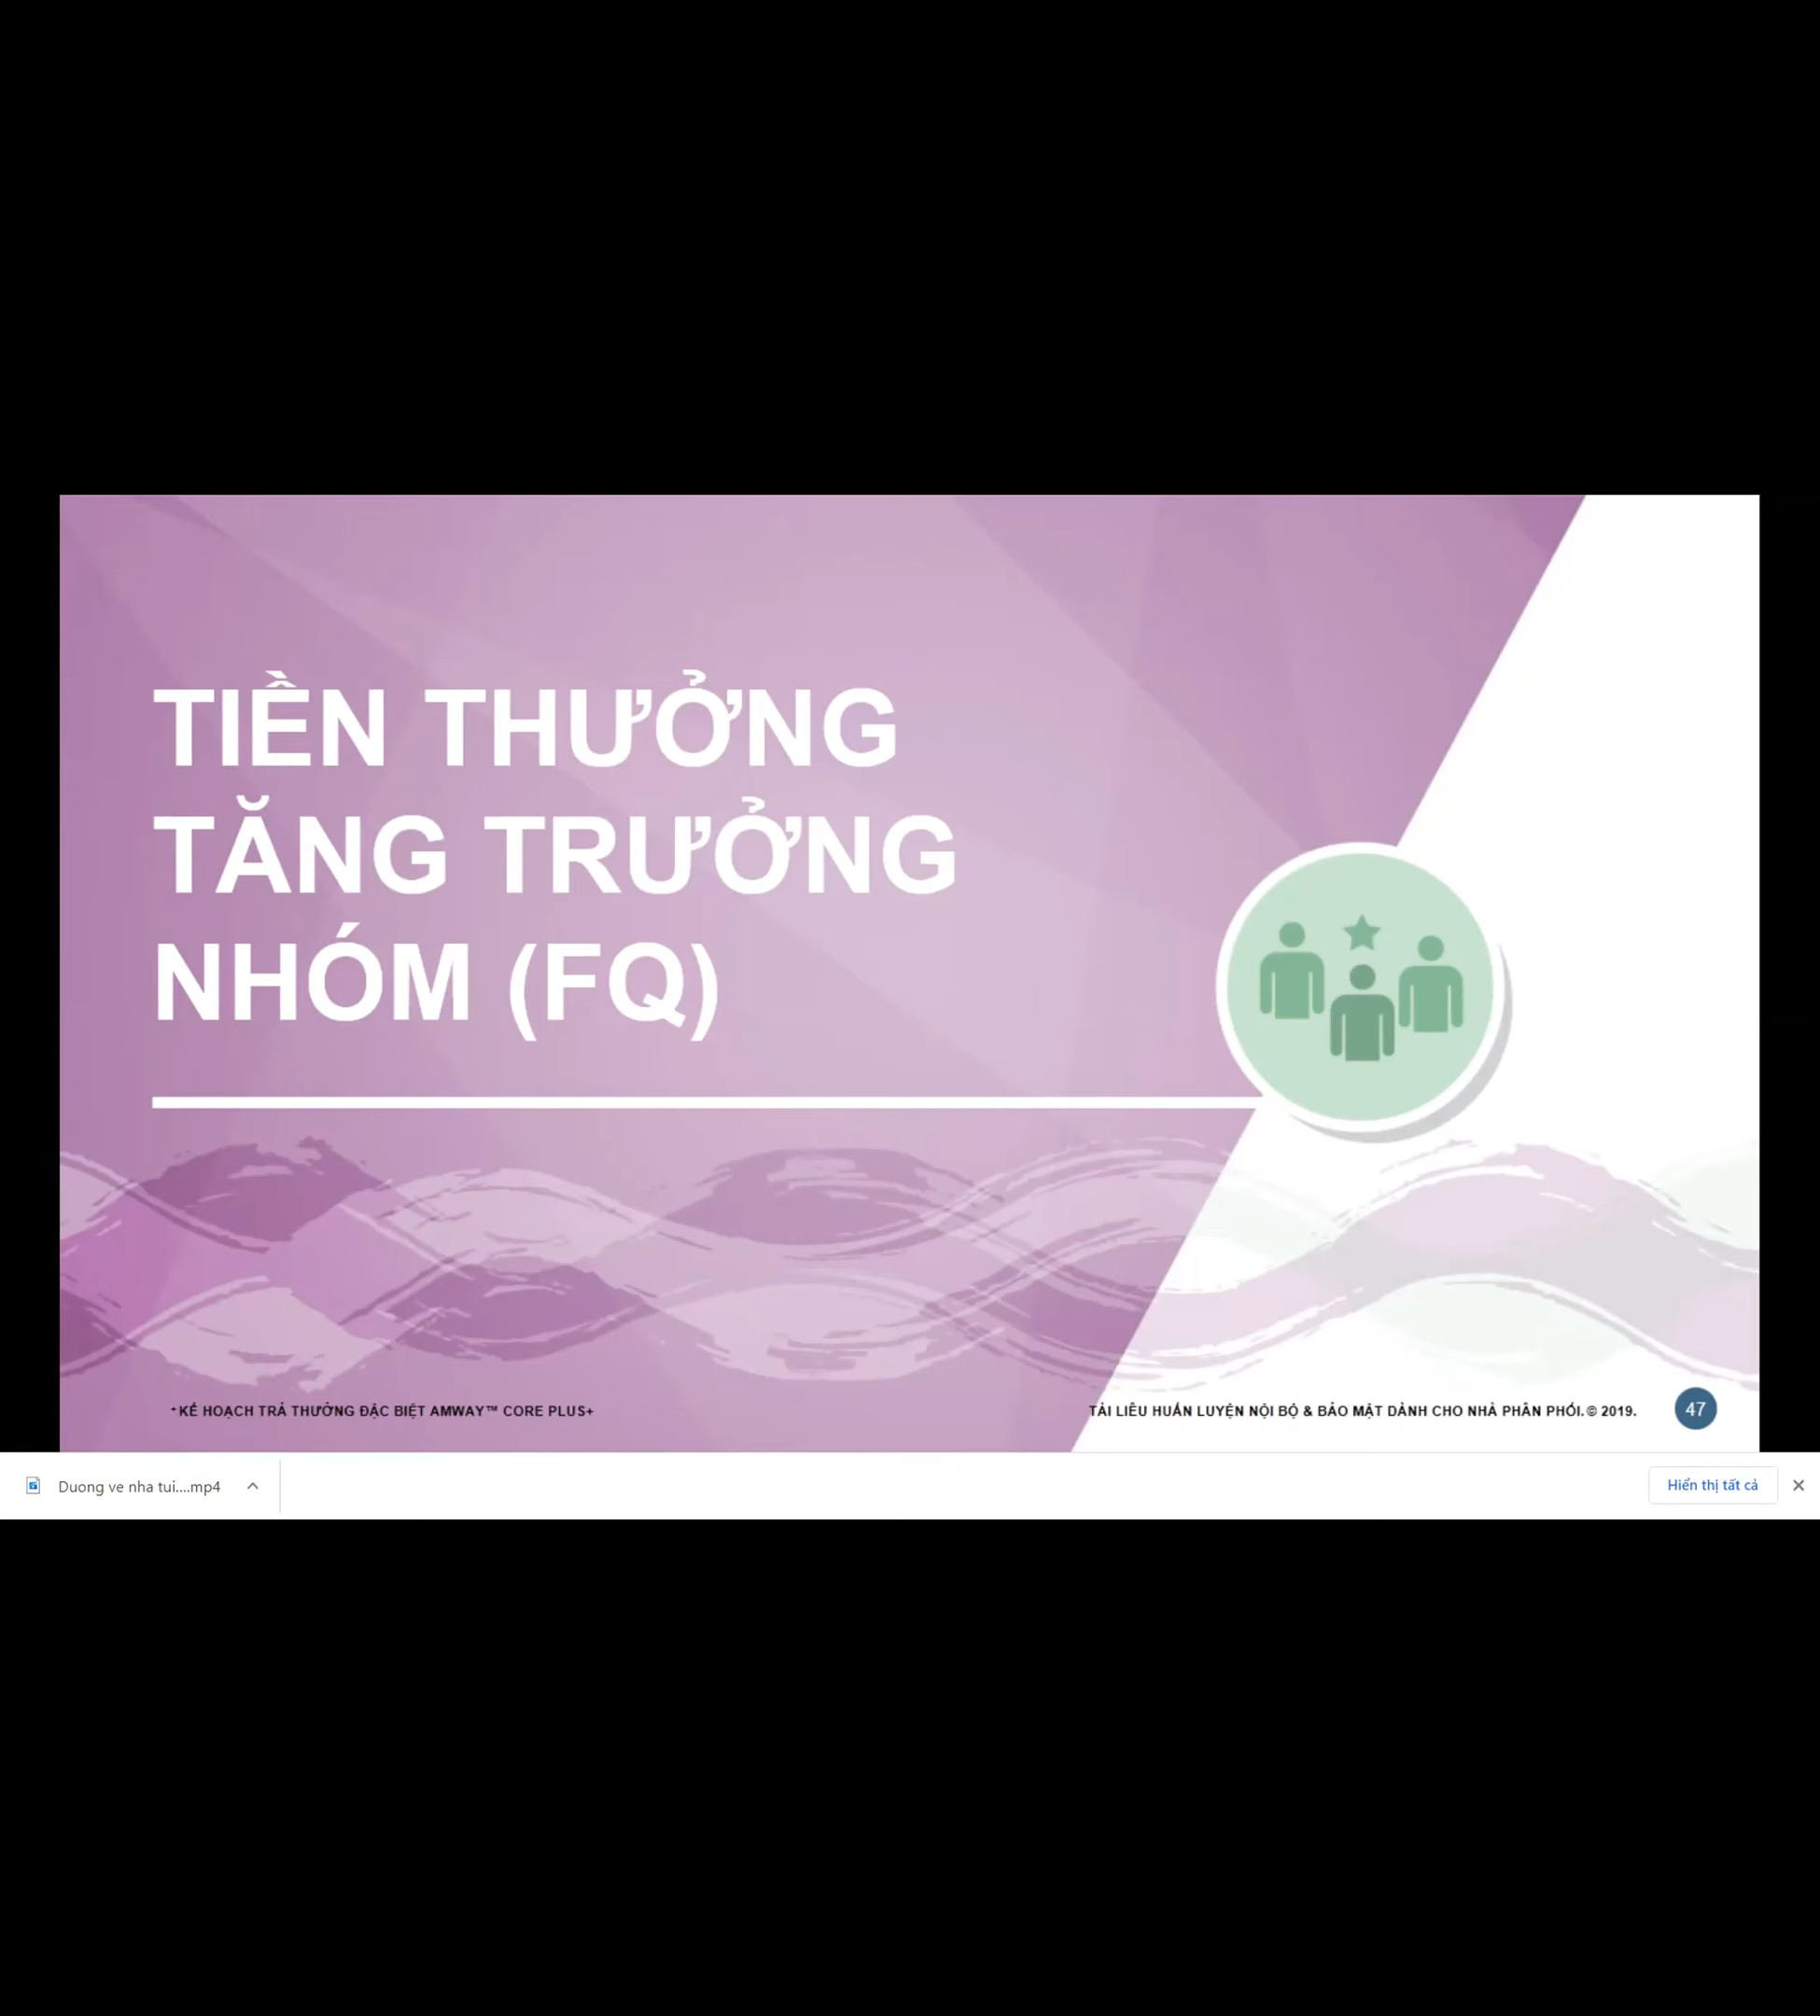 TIỀN THƯỞNG
TĂNG TRƯỞNG
NHÓM (FQ)
+KẾ HOẠCH TRẢ THƯỞNG ĐẶC BIỆT AMWAY™ CORE PLUS+
TÀI LIỆU HUẤN LUYỆN NỘI BỘ & BẢO MẬT DÀNH CHO NHÀ PHÂN PHỐI.© 2019.
47
Duong ve nha tui....mp4
Hiển thị tất cả